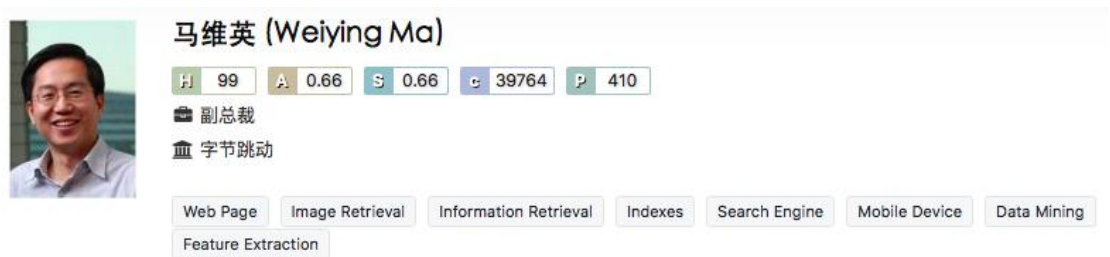 马维英 (Weiying Ma)
H 99 A 0.66 S 0.66 c 39764 P 410
副总裁
字节跳动
Web Page Image Retrieval Information Retrieval Indexes Search Engine Mobile Device Data Mining
Feature Extraction